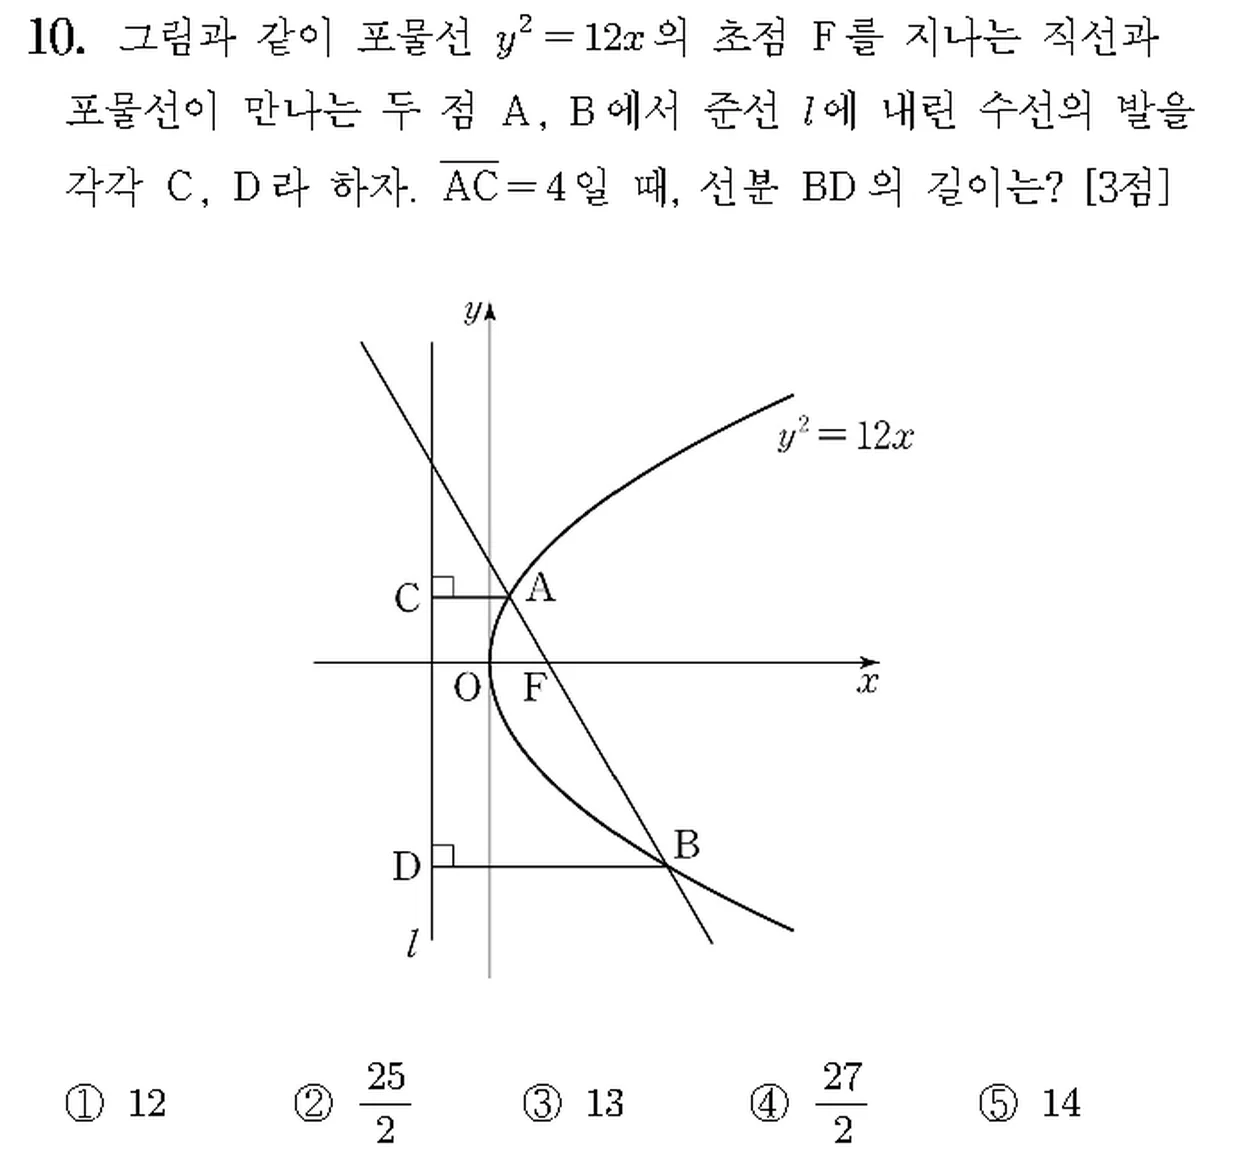 10. 그림과 같이 포물선 y² = 12x의 초점 F를 지나는 직선과
포물선이 만나는 두 점 A, B에서 준선 l에 내린 수선의 발을
각각 C, D라 하자. \overline{AC} = 4일 때, 선분 BD의 길이는? [3점]
y
y² = 12x
C A
O F x
B
D
l
① 12 ② 25/2 ③ 13 ④ 27/2 ⑤ 14